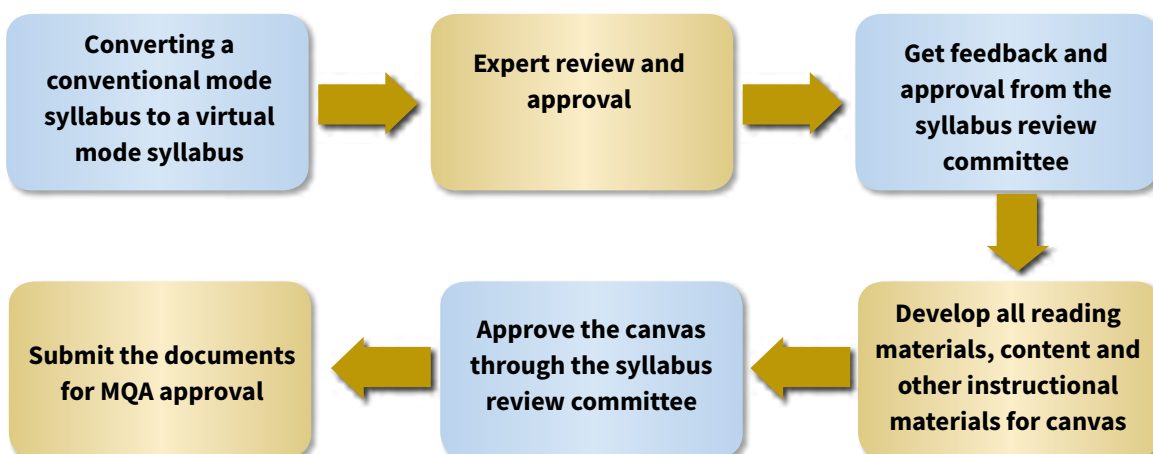 Converting a
conventional mode
syllabus to a virtual
mode syllabus
Expert review and
approval
Get feedback and
approval from the
syllabus review
committee
Develop all reading
materials, content and
other instructional
materials for canvas
Approve the canvas
through the syllabus
review committee
Submit the documents
for MQA approval